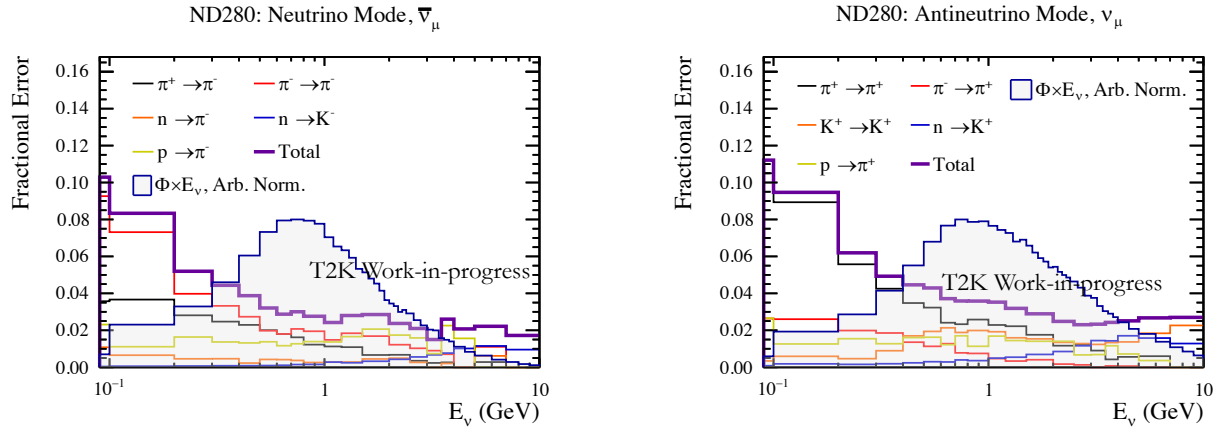 ND280: Neutrino Mode, ν̅μ
Fractional Error
0.16
0.14
0.12
0.10
0.08
0.06
0.04
0.02
0.00
π⁺ →π⁻
π⁻ →π⁻
n →π⁻
n →K⁻
p →π⁻
Total
Φ×Eν, Arb. Norm.
T2K Work-in-progress
10⁻¹
1
10
Eν (GeV)
ND280: Antineutrino Mode, νμ
Fractional Error
0.16
0.14
0.12
0.10
0.08
0.06
0.04
0.02
0.00
π⁺ →π⁺
π⁻ →π⁺
Φ×Eν, Arb. Norm.
K⁺ →K⁺
n →K⁺
p →π⁺
Total
T2K Work-in-progress
10⁻¹
1
10
Eν (GeV)